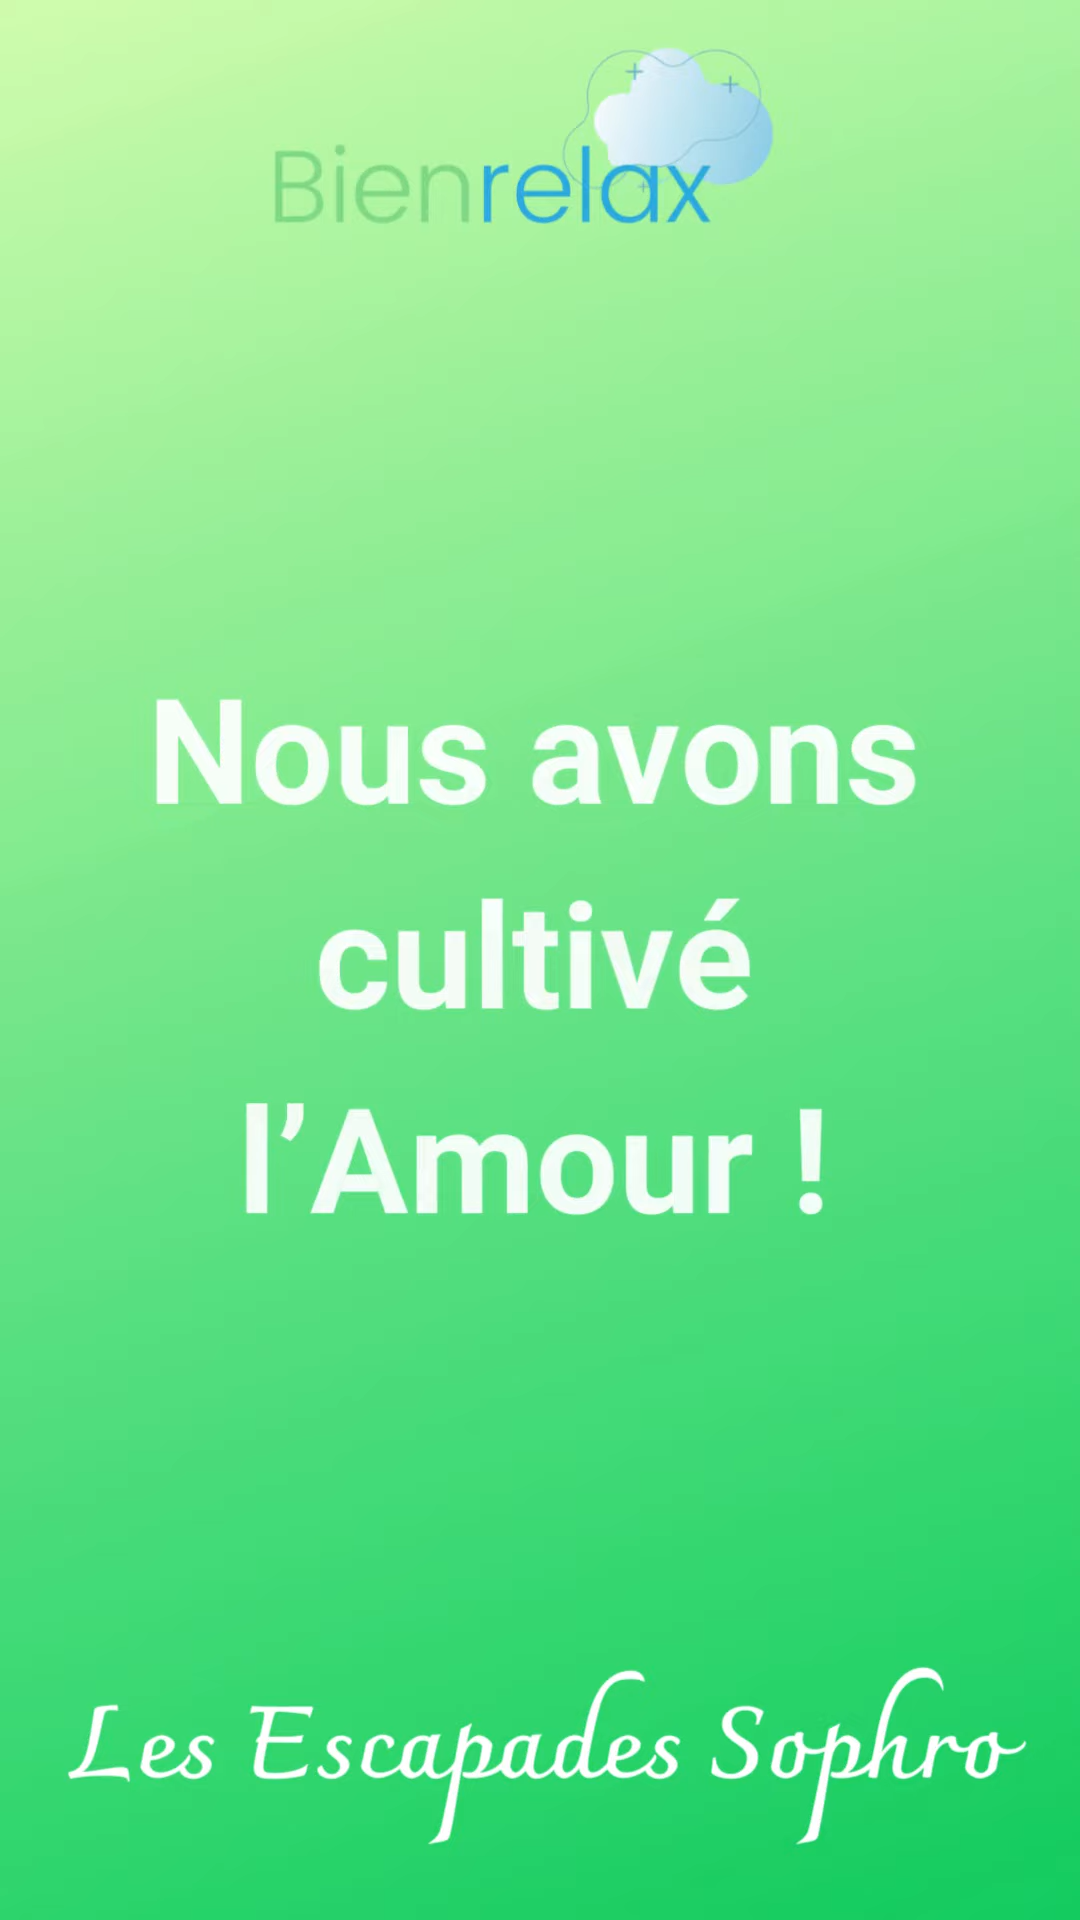 Bienrelax
Nous avons
cultivé
l’Amour !
Les Escapades Sophro